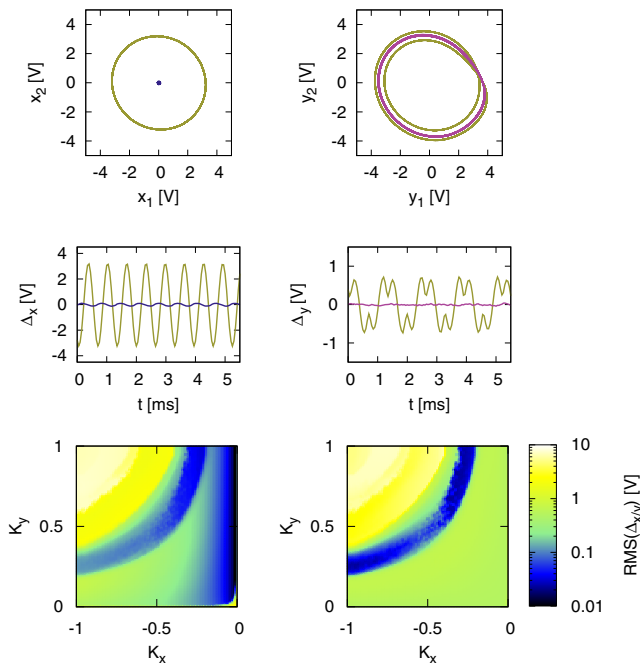 4 4
2 2
x2 [V] 0 y2 [V] 0
-2 -2
-4 -4
-4 -2 0 2 4 -4 -2 0 2 4
x1 [V] y1 [V]
4
2 1
Δx [V] 0 Δy [V] 0
-2 -1
-4
0 1 2 3 4 5 0 1 2 3 4 5
t [ms] t [ms]
1 1 10
Ky 0.5 Ky 0.5 1 RMS(Δx/y) [V]
0.1
0 0 0.01
-1 -0.5 0 -1 -0.5 0
Kx Kx